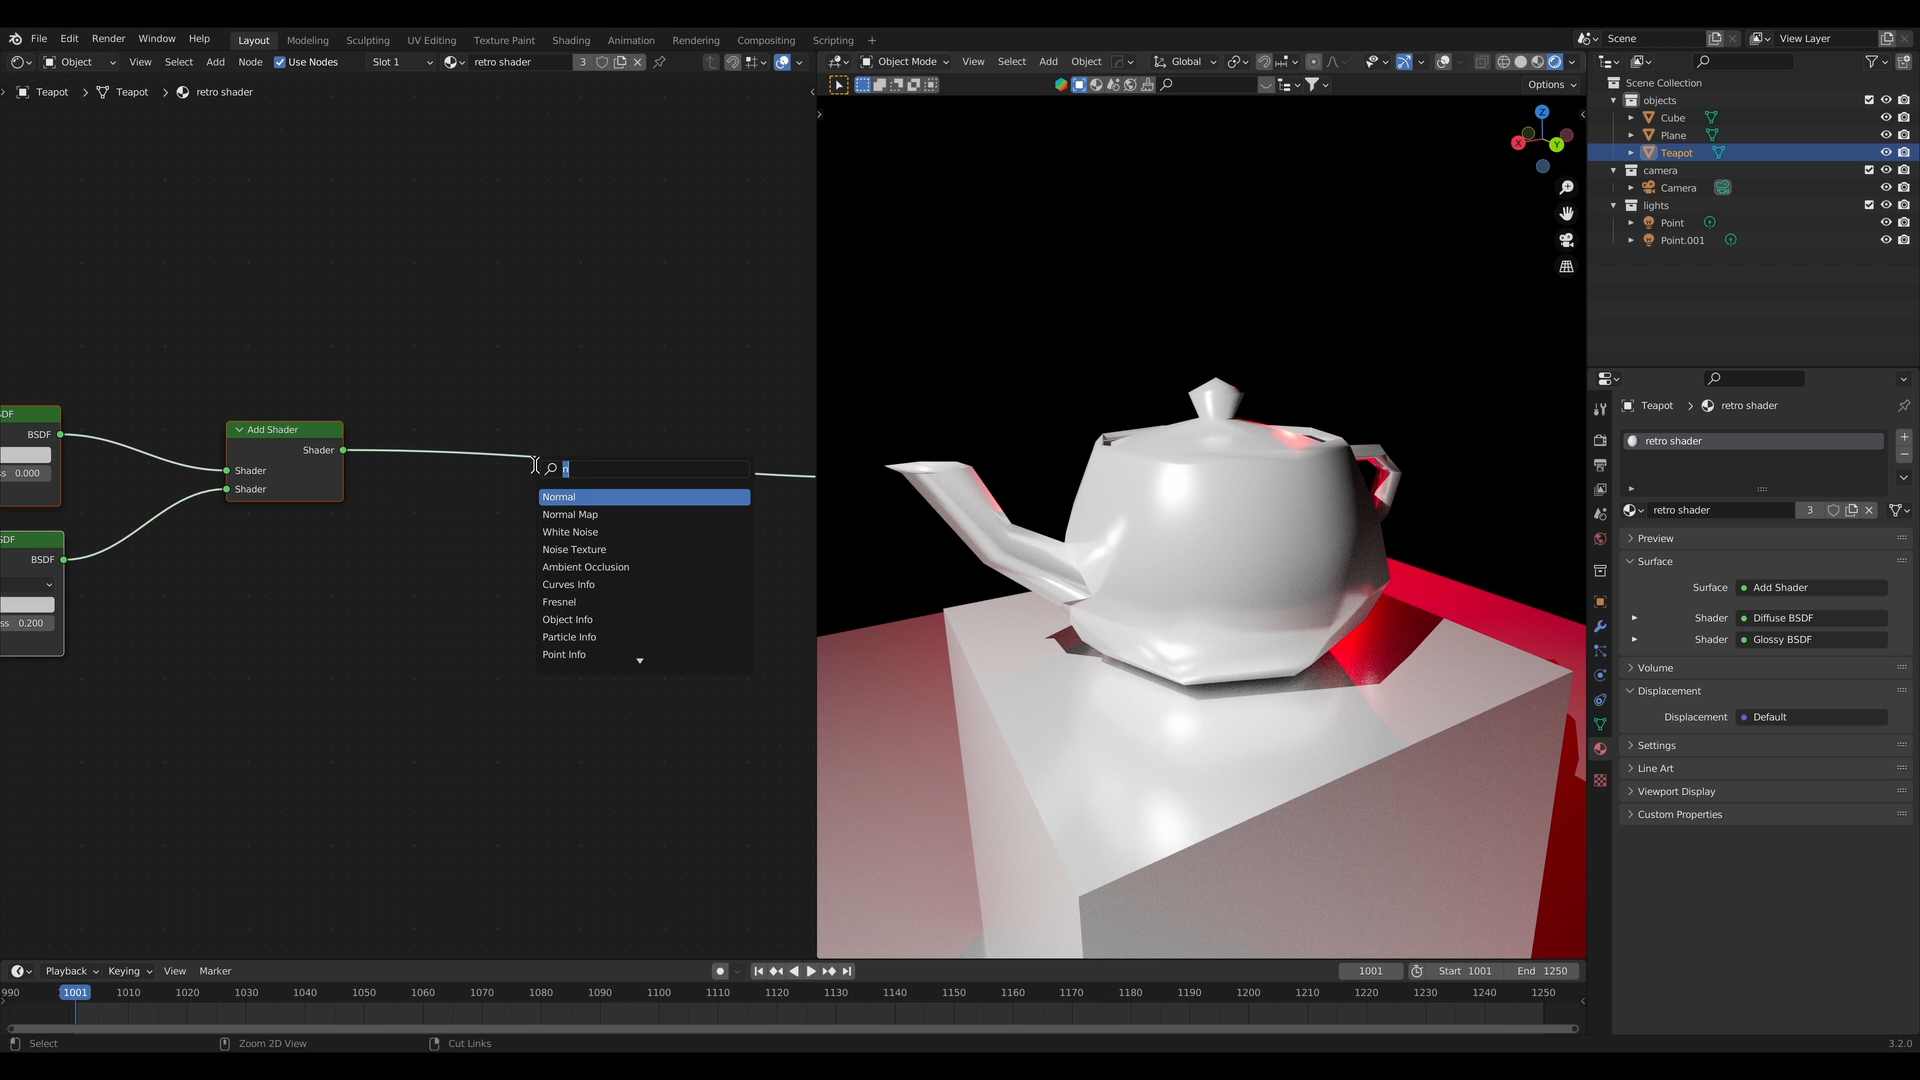 File Edit Render Window Help Layout Modeling Sculpting UV Editing Texture Paint Shading Animation Rendering Compositing Scripting + Scene View Layer
Object View Select Add Node Use Nodes Slot 1 retro shader 3
Teapot > Teapot > retro shader
Object Mode View Select Add Object Global
Options
Z
X
Y
Scene Collection
objects
Cube
Plane
Teapot
camera
Camera
lights
Point
Point.001
DF
BSDF
ss 0.000
SDF
BSDF
ss 0.200
Add Shader
Shader
Shader
Shader
n
Normal
Normal Map
White Noise
Noise Texture
Ambient Occlusion
Curves Info
Fresnel
Object Info
Particle Info
Point Info
Teapot > retro shader
retro shader
retro shader 3
Preview
Surface
Surface Add Shader
Shader Diffuse BSDF
Shader Glossy BSDF
Volume
Displacement
Displacement Default
Settings
Line Art
Viewport Display
Custom Properties
Playback Keying View Marker 1001 Start 1001 End 1250
990 1001 1010 1020 1030 1040 1050 1060 1070 1080 1090 1100 1110 1120 1130 1140 1150 1160 1170 1180 1190 1200 1210 1220 1230 1240 1250
Select Zoom 2D View Cut Links 3.2.0